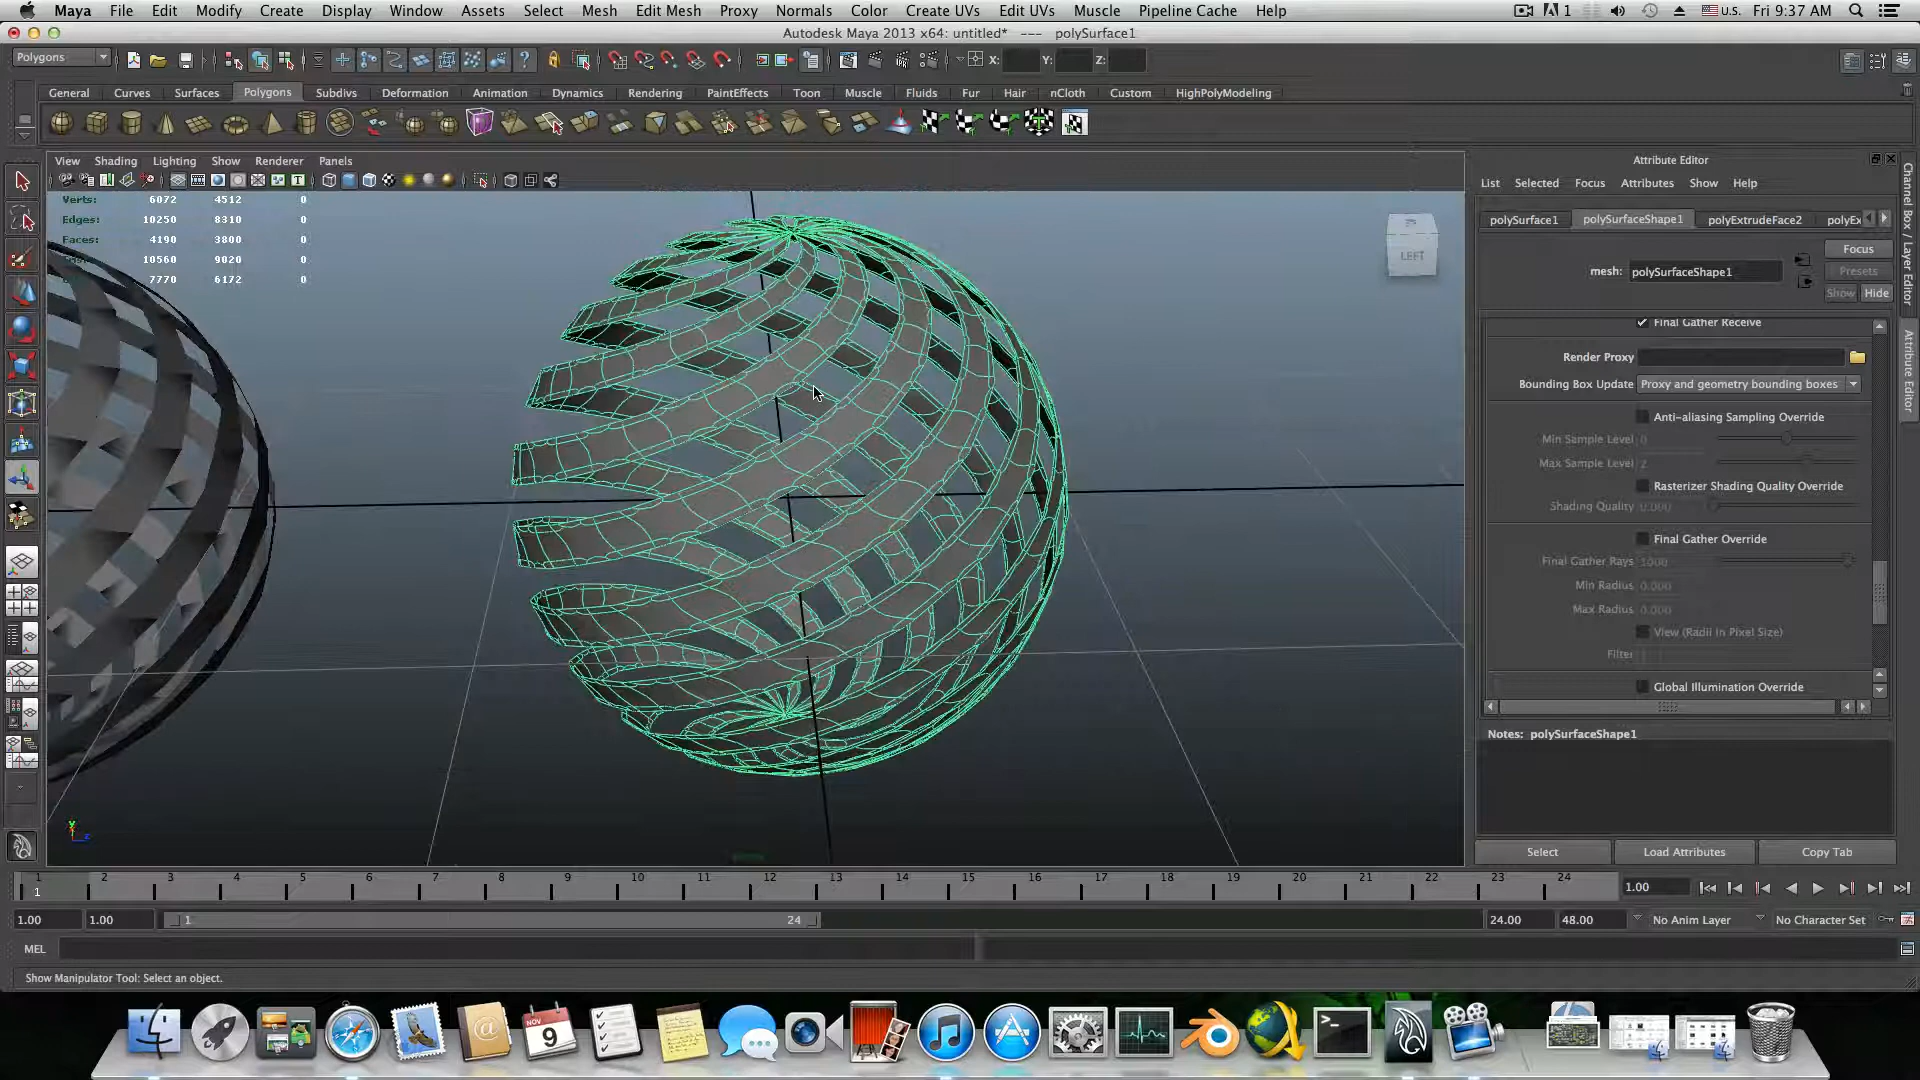 Maya File Edit Modify Create Display Window Assets Select Mesh Edit Mesh Proxy Normals Color Create UVs Edit UVs Muscle Pipeline Cache Help 1 U.S. Fri 9:37 AM
Autodesk Maya 2013 x64: untitled* --- polySurface1
Polygons X: Y: Z:
General Curves Surfaces Polygons Subdivs Deformation Animation Dynamics Rendering PaintEffects Toon Muscle Fluids Fur Hair nCloth Custom HighPolyModeling
View Shading Lighting Show Renderer Panels
Verts: 6072 4512 0
Edges: 10250 8310 0
Faces: 4190 3800 0
10560 9020 0
7770 6172 0
LEFT
Attribute Editor
List Selected Focus Attributes Show Help
polySurface1 polySurfaceShape1 polyExtrudeFace2 polyEx
Focus
mesh: polySurfaceShape1 Presets
Show Hide
Final Gather Receive
Render Proxy
Bounding Box Update Proxy and geometry bounding boxes
Anti-aliasing Sampling Override
Min Sample Level 0
Max Sample Level 2
Rasterizer Shading Quality Override
Shading Quality 0.000
Final Gather Override
Final Gather Rays 1000
Min Radius 0.000
Max Radius 0.000
View (Radii in Pixel Size)
Filter
Global Illumination Override
Notes: polySurfaceShape1
Select Load Attributes Copy Tab
Channel Box / Layer Editor
Attribute Editor
1 2 3 4 5 6 7 8 9 10 11 12 13 14 15 16 17 18 19 20 21 22 23 24
1 1.00
1.00 1.00 1 24 24.00 48.00 No Anim Layer No Character Set
MEL
Show Manipulator Tool: Select an object.
NOV
9